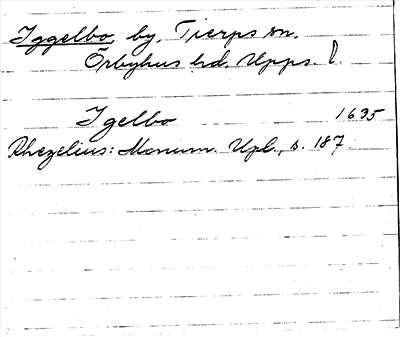 Iggelbo, by, Tierps sn.
Örbyhus hd, Upps. l.
Igelbo 1635
Rhezelius: Monum. Upl., s. 187